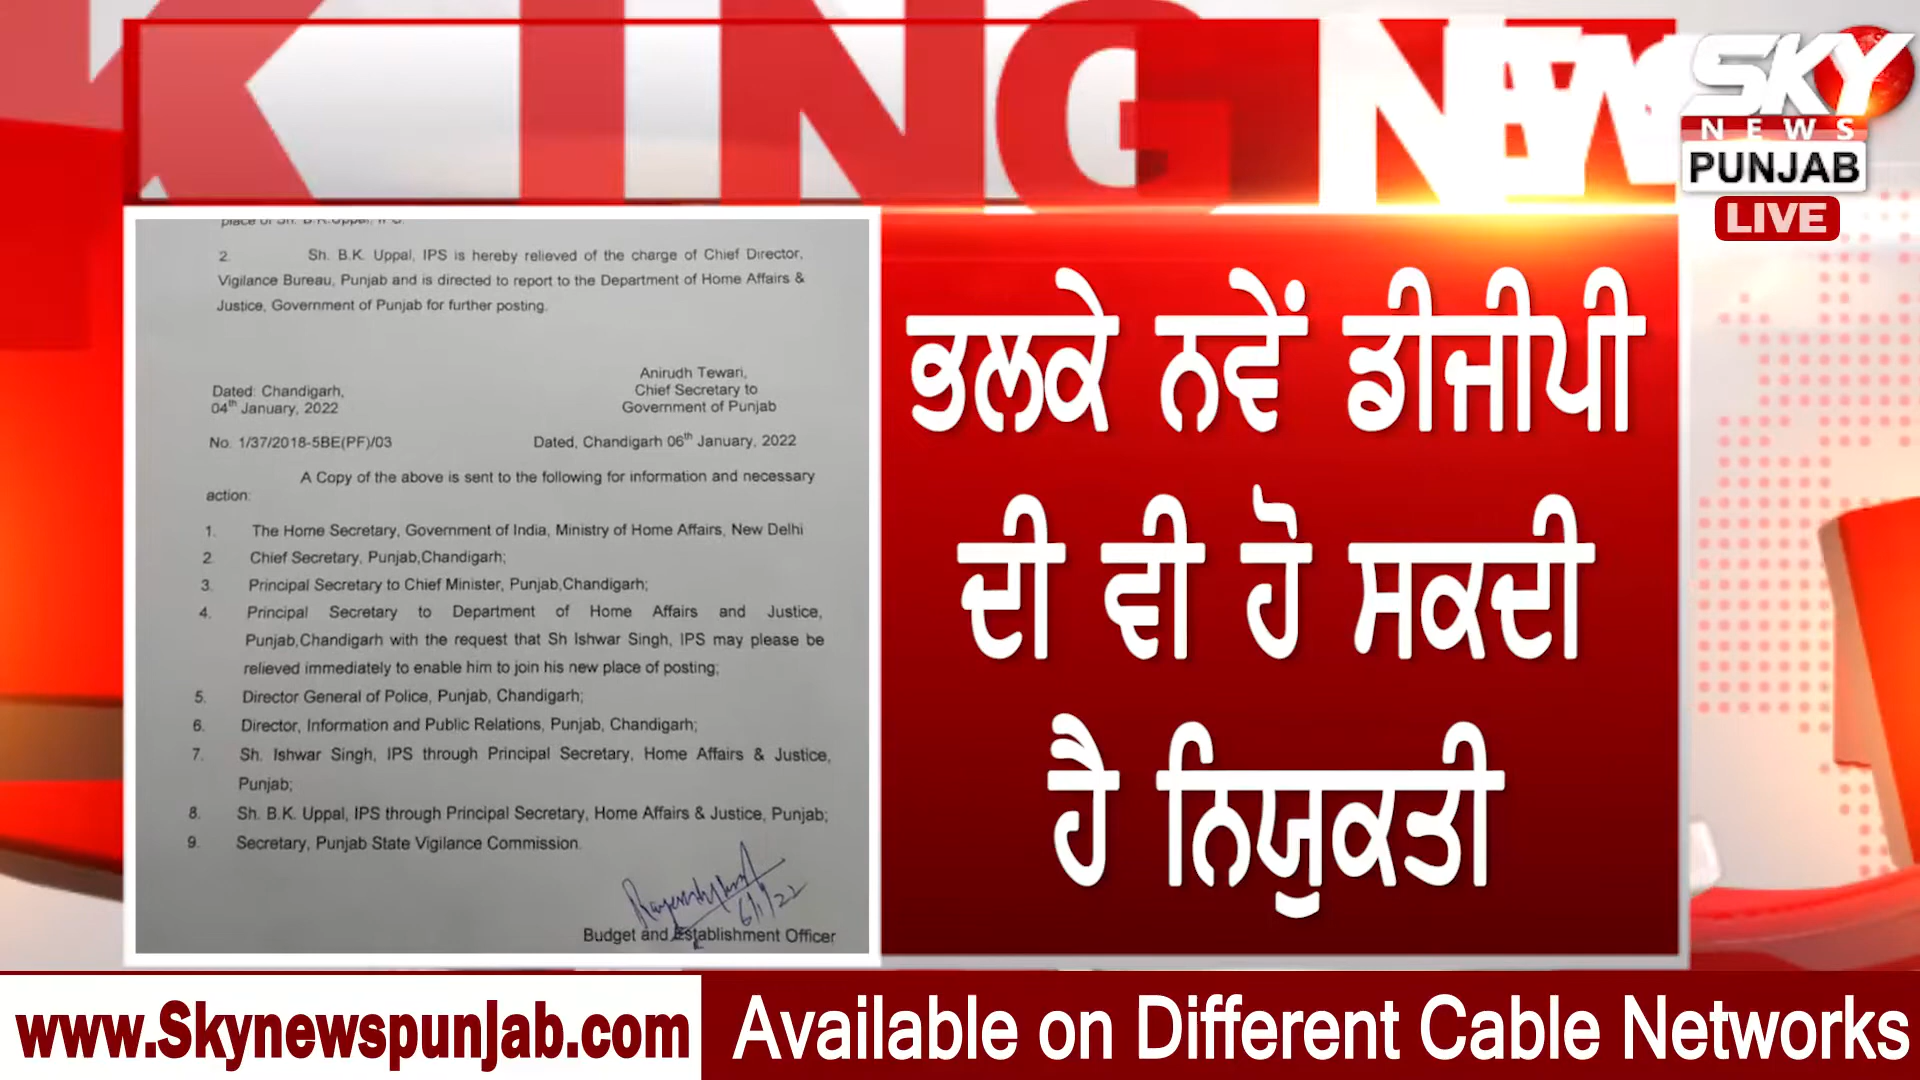 KING NEWS
SKY
NEWS
PUNJAB
LIVE
place of Sh. B.K.Uppal, IPS.
2. Sh. B.K. Uppal, IPS is hereby relieved of the charge of Chief Director,
Vigilance Bureau, Punjab and is directed to report to the Department of Home Affairs &
Justice, Government of Punjab for further posting.
Anirudh Tewari,
Chief Secretary to
Government of Punjab
Dated: Chandigarh,
04th January, 2022
No. 1/37/2018-5BE(PF)/03 Dated, Chandigarh 06th January, 2022
A Copy of the above is sent to the following for information and necessary
action:
1. The Home Secretary, Government of India, Ministry of Home Affairs, New Delhi
2. Chief Secretary, Punjab,Chandigarh;
3. Principal Secretary to Chief Minister, Punjab,Chandigarh;
4. Principal Secretary to Department of Home Affairs and Justice,
Punjab,Chandigarh with the request that Sh Ishwar Singh, IPS may please be
relieved immediately to enable him to join his new place of posting;
5. Director General of Police, Punjab, Chandigarh;
6. Director, Information and Public Relations, Punjab, Chandigarh;
7. Sh. Ishwar Singh, IPS through Principal Secretary, Home Affairs & Justice,
Punjab;
8. Sh. B.K. Uppal, IPS through Principal Secretary, Home Affairs & Justice, Punjab;
9. Secretary, Punjab State Vigilance Commission.
6/1/22
Budget and Establishment Officer
ਭਲਕੇ ਨਵੇਂ ਡੀਜੀਪੀ
ਦੀ ਵੀ ਹੋ ਸਕਦੀ
ਹੈ ਨਿਯੁਕਤੀ
www.Skynewspunjab.com
Available on Different Cable Networks